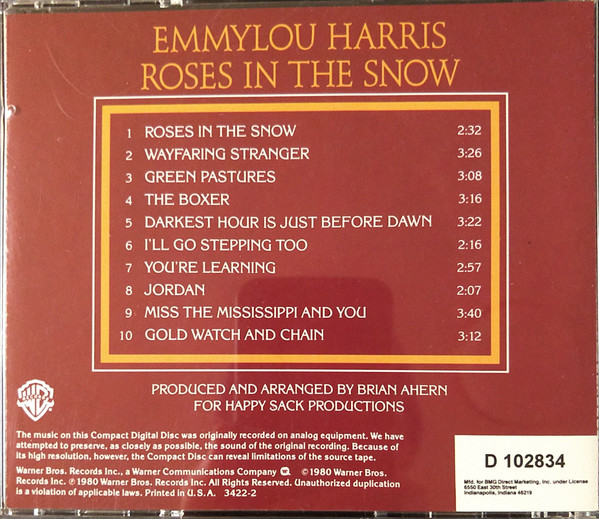 EMMYLOU HARRIS
ROSES IN THE SNOW
1 ROSES IN THE SNOW 2:32
2 WAYFARING STRANGER 3:26
3 GREEN PASTURES 3:08
4 THE BOXER 3:16
5 DARKEST HOUR IS JUST BEFORE DAWN 3:22
6 I'LL GO STEPPING TOO 2:16
7 YOU'RE LEARNING 2:57
8 JORDAN 2:07
9 MISS THE MISSISSIPPI AND YOU 3:40
10 GOLD WATCH AND CHAIN 3:12
PRODUCED AND ARRANGED BY BRIAN AHERN
FOR HAPPY SACK PRODUCTIONS
The music on this Compact Digital Disc was originally recorded on analog equipment. We have
attempted to preserve, as closely as possible, the sound of the original recording. Because of
its high resolution, however, the Compact Disc can reveal limitations of the source tape.
Warner Bros. Records Inc., a Warner Communications Company ©1980 Warner Bros.
Records Inc. ℗1980 Warner Bros. Records Inc. All Rights Reserved. Unauthorized duplication
is a violation of applicable laws. Printed in U.S.A. 3422-2
D 102834
Mfd. for BMG Direct Marketing, Inc. under License
6550 East 30th Street
Indianapolis, Indiana 46219